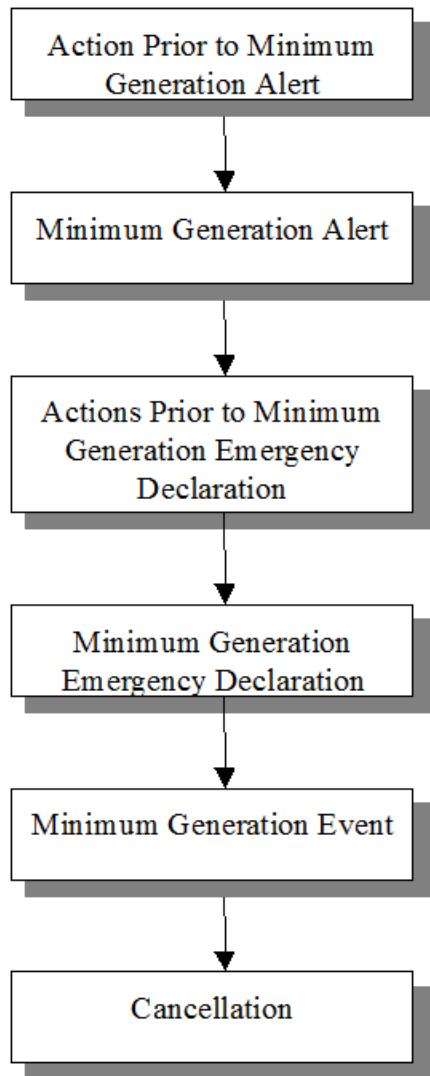 Action Prior to Minimum
Generation Alert
Minimum Generation Alert
Actions Prior to Minimum
Generation Emergency
Declaration
Minimum Generation
Emergency Declaration
Minimum Generation Event
Cancellation